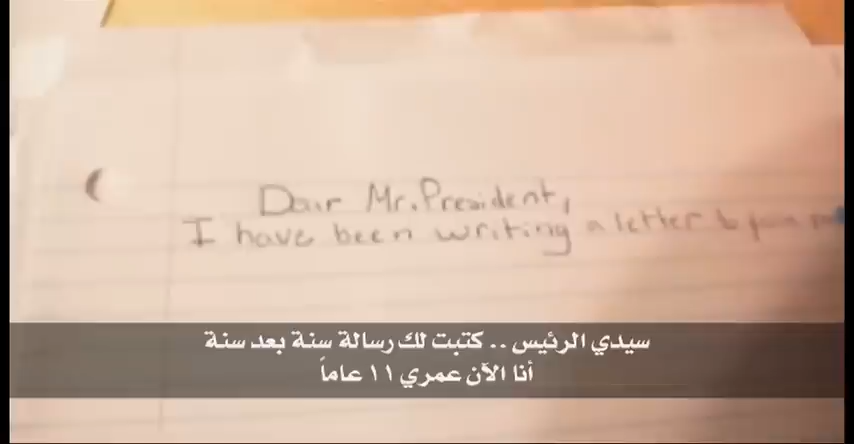 Dair Mr. President,
I have been writing a letter
سيدي الرئيس .. كتبت لك رسالة سنة بعد سنة
أنا الآن عمري ١١ عاماً